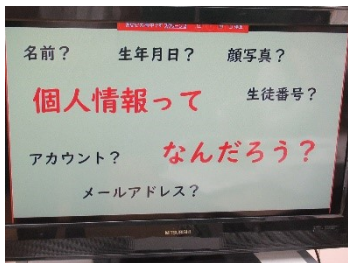 名前？ 生年月日？ 顔写真？
個人情報って 生徒番号？
アカウント？ なんだろう？
メールアドレス？
MITSUBISHI